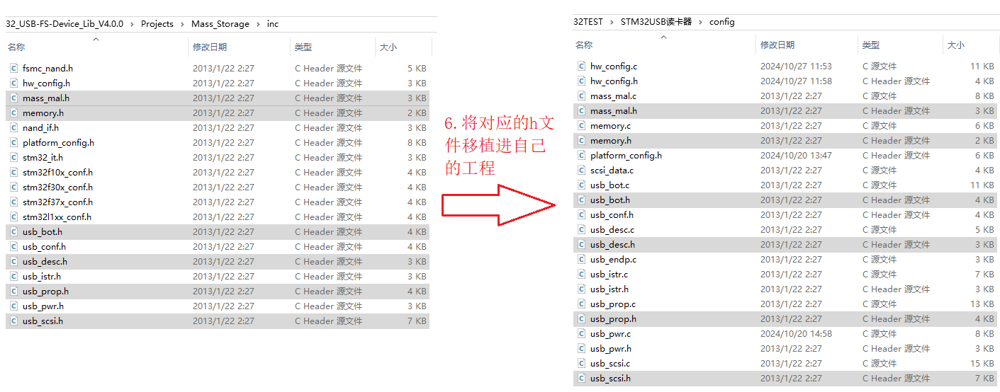 32_USB-FS-Device_Lib_V4.0.0 › Projects › Mass_Storage › inc
名称 修改日期 类型 大小
fsmc_nand.h 2013/1/22 2:27 C Header 源文件 5 KB
hw_config.h 2013/1/22 2:27 C Header 源文件 3 KB
mass_mal.h 2013/1/22 2:27 C Header 源文件 3 KB
memory.h 2013/1/22 2:27 C Header 源文件 2 KB
nand_if.h 2013/1/22 2:27 C Header 源文件 3 KB
platform_config.h 2013/1/22 2:27 C Header 源文件 8 KB
stm32_it.h 2013/1/22 2:27 C Header 源文件 3 KB
stm32f10x_conf.h 2013/1/22 2:27 C Header 源文件 4 KB
stm32f30x_conf.h 2013/1/22 2:27 C Header 源文件 4 KB
stm32f37x_conf.h 2013/1/22 2:27 C Header 源文件 4 KB
stm32l1xx_conf.h 2013/1/22 2:27 C Header 源文件 4 KB
usb_bot.h 2013/1/22 2:27 C Header 源文件 4 KB
usb_conf.h 2013/1/22 2:27 C Header 源文件 4 KB
usb_desc.h 2013/1/22 2:27 C Header 源文件 3 KB
usb_istr.h 2013/1/22 2:27 C Header 源文件 3 KB
usb_prop.h 2013/1/22 2:27 C Header 源文件 4 KB
usb_pwr.h 2013/1/22 2:27 C Header 源文件 3 KB
usb_scsi.h 2013/1/22 2:27 C Header 源文件 7 KB
6.将对应的h文
件移植进自己
的工程
32TEST › STM32USB读卡器 › config
名称 修改日期 类型 大小
hw_config.c 2024/10/27 11:53 C 源文件 11 KB
hw_config.h 2024/10/27 11:58 C Header 源文件 4 KB
mass_mal.c 2013/1/22 2:27 C 源文件 8 KB
mass_mal.h 2013/1/22 2:27 C Header 源文件 3 KB
memory.c 2013/1/22 2:27 C 源文件 6 KB
memory.h 2013/1/22 2:27 C Header 源文件 2 KB
platform_config.h 2024/10/20 13:47 C Header 源文件 6 KB
scsi_data.c 2013/1/22 2:27 C 源文件 4 KB
usb_bot.c 2013/1/22 2:27 C 源文件 11 KB
usb_bot.h 2013/1/22 2:27 C Header 源文件 4 KB
usb_conf.h 2013/1/22 2:27 C Header 源文件 4 KB
usb_desc.c 2013/1/22 2:27 C 源文件 5 KB
usb_desc.h 2013/1/22 2:27 C Header 源文件 3 KB
usb_endp.c 2013/1/22 2:27 C 源文件 3 KB
usb_istr.c 2013/1/22 2:27 C 源文件 7 KB
usb_istr.h 2013/1/22 2:27 C Header 源文件 3 KB
usb_prop.c 2013/1/22 2:27 C 源文件 13 KB
usb_prop.h 2013/1/22 2:27 C Header 源文件 4 KB
usb_pwr.c 2024/10/20 14:58 C 源文件 8 KB
usb_pwr.h 2013/1/22 2:27 C Header 源文件 3 KB
usb_scsi.c 2013/1/22 2:27 C 源文件 15 KB
usb_scsi.h 2013/1/22 2:27 C Header 源文件 7 KB